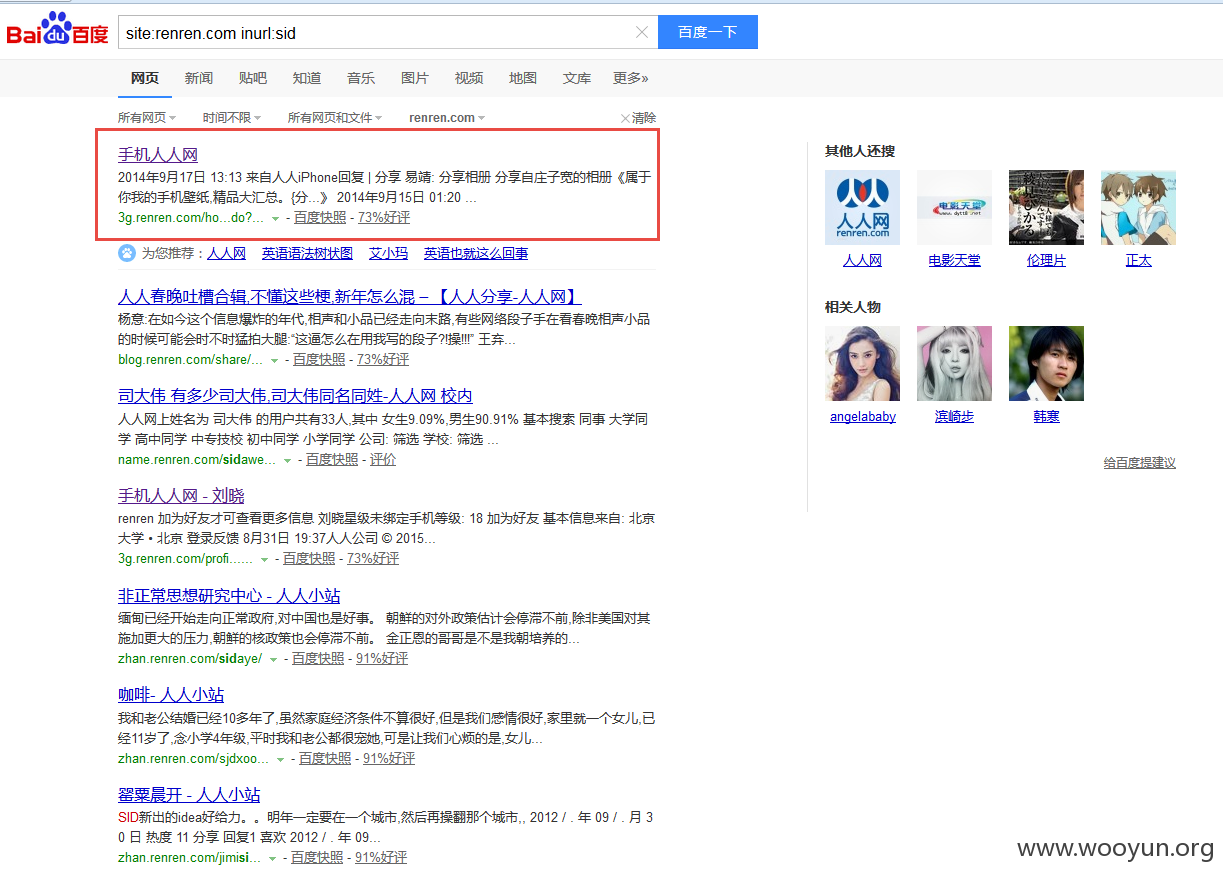 Bai du 百度
site:renren.com inurl:sid
百度一下
网页 新闻 贴吧 知道 音乐 图片 视频 地图 文库 更多»
所有网页 时间不限 所有网页和文件 renren.com 清除
手机人人网
2014年9月17日 13:13 来自人人iPhone回复 | 分享 易靖: 分享相册 分享自庄子宽的相册《属于
你我的手机壁纸,精品大汇总。{分...》 2014年9月15日 01:20 ...
3g.renren.com/ho...do?... - 百度快照 - 73%好评
为您推荐： 人人网 英语语法树状图 艾小玛 英语也就这么回事
人人春晚吐槽合辑,不懂这些梗,新年怎么混 – 【人人分享-人人网】
杨意:在如今这个信息爆炸的年代,相声和小品已经走向末路,有些网络段子手在看春晚相声小品
的时候可能会时不时猛拍大腿:“这逼怎么在用我写的段子?!操!!!” 王弃...
blog.renren.com/share/... - 百度快照 - 73%好评
司大伟 有多少司大伟,司大伟同名同姓-人人网 校内
人人网上姓名为 司大伟 的用户共有33人,其中 女生9.09%,男生90.91% 基本搜索 同事 大学同
学 高中同学 中专技校 初中同学 小学同学 公司: 筛选 学校: 筛选 ...
name.renren.com/sidawe... - 百度快照 - 评价
手机人人网 - 刘晓
renren 加为好友才可查看更多信息 刘晓星级未绑定手机等级: 18 加为好友 基本信息来自: 北京
大学 • 北京 登录反馈 8月31日 19:37人人公司 © 2015...
3g.renren.com/profi...... - 百度快照 - 73%好评
非正常思想研究中心 - 人人小站
缅甸已经开始走向正常政府,对中国也是好事。 朝鲜的对外政策估计会停滞不前,除非美国对其
施加更大的压力,朝鲜的核政策也会停滞不前。 金正恩的哥哥是不是我朝培养的...
zhan.renren.com/sidaye/ - 百度快照 - 91%好评
咖啡- 人人小站
我和老公结婚已经10多年了,虽然家庭经济条件不算很好,但是我们感情很好,家里就一个女儿,已
经11岁了,念小学4年级,平时我和老公都很宠她,可是让我们心烦的是,女儿...
zhan.renren.com/sjdxoo... - 百度快照 - 91%好评
罂粟晨开 - 人人小站
SID新出的idea好给力。。明年一定要在一个城市,然后再操翻那个城市,, 2012 / . 年 09 / . 月 3
0 日 热度 11 分享 回复1 喜欢 2012 / . 年 09...
zhan.renren.com/jimisi... - 百度快照 - 91%好评
其他人还搜
人人网
renren.com
电影天堂
www.dytt8.net
人人网 电影天堂 伦理片 正太
相关人物
angelababy 滨崎步 韩寒
给百度提建议
www.wooyun.org